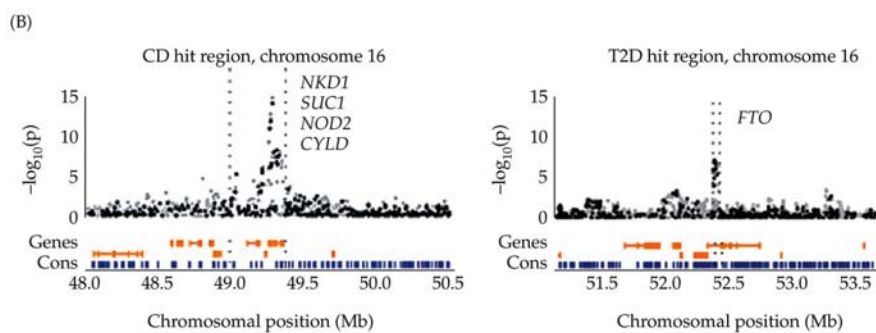 (B)
CD hit region, chromosome 16
NKD1
SUC1
NOD2
CYLD
15
10
5
0
–log10(p)
Genes
Cons
48.0 48.5 49.0 49.5 50.0 50.5
Chromosomal position (Mb)
T2D hit region, chromosome 16
FTO
15
10
5
0
–log10(p)
Genes
Cons
51.5 52.0 52.5 53.0 53.5
Chromosomal position (Mb)